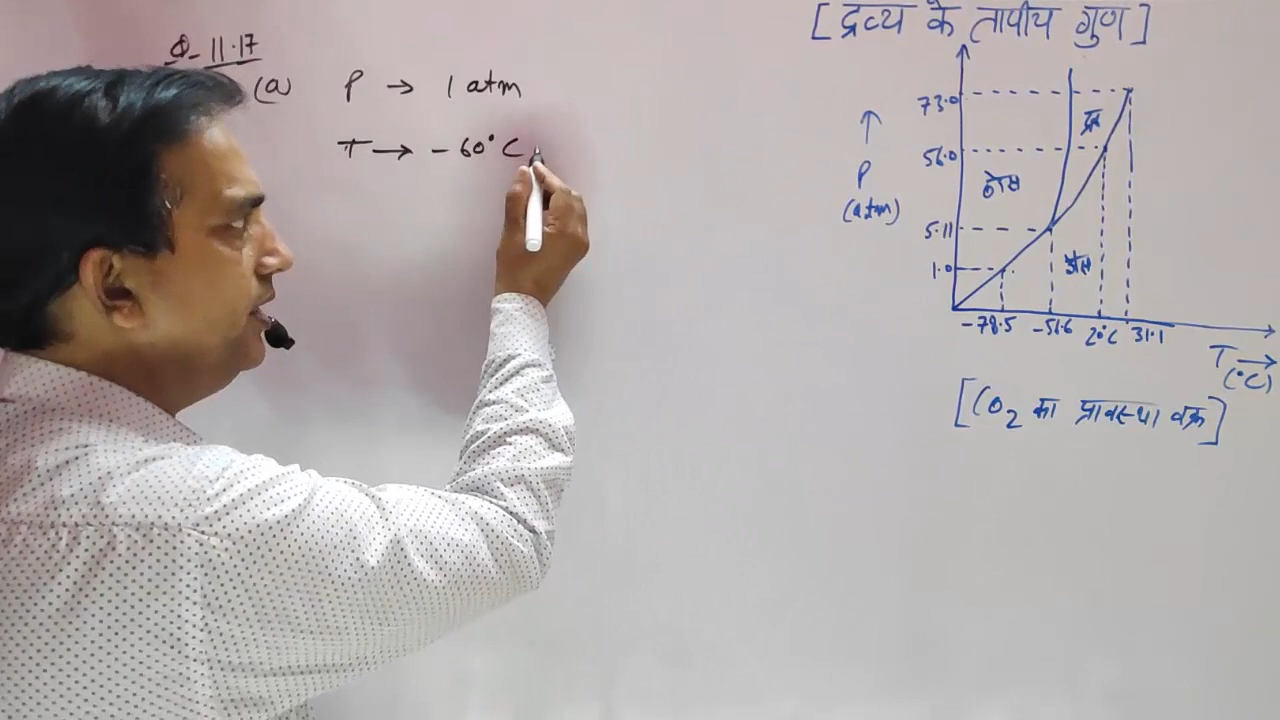 [द्रव्य के तापीय गुण]
Q-11.17
(a) P → 1 atm
T → -60°C
73.0
56.0
5.11
1.0
↑
P
(atm)
ठोस
द्रव
गैस
-78.5 -56.6 20°C 31.1
T →
(°C)
[CO2 का प्रावस्था वक्र]